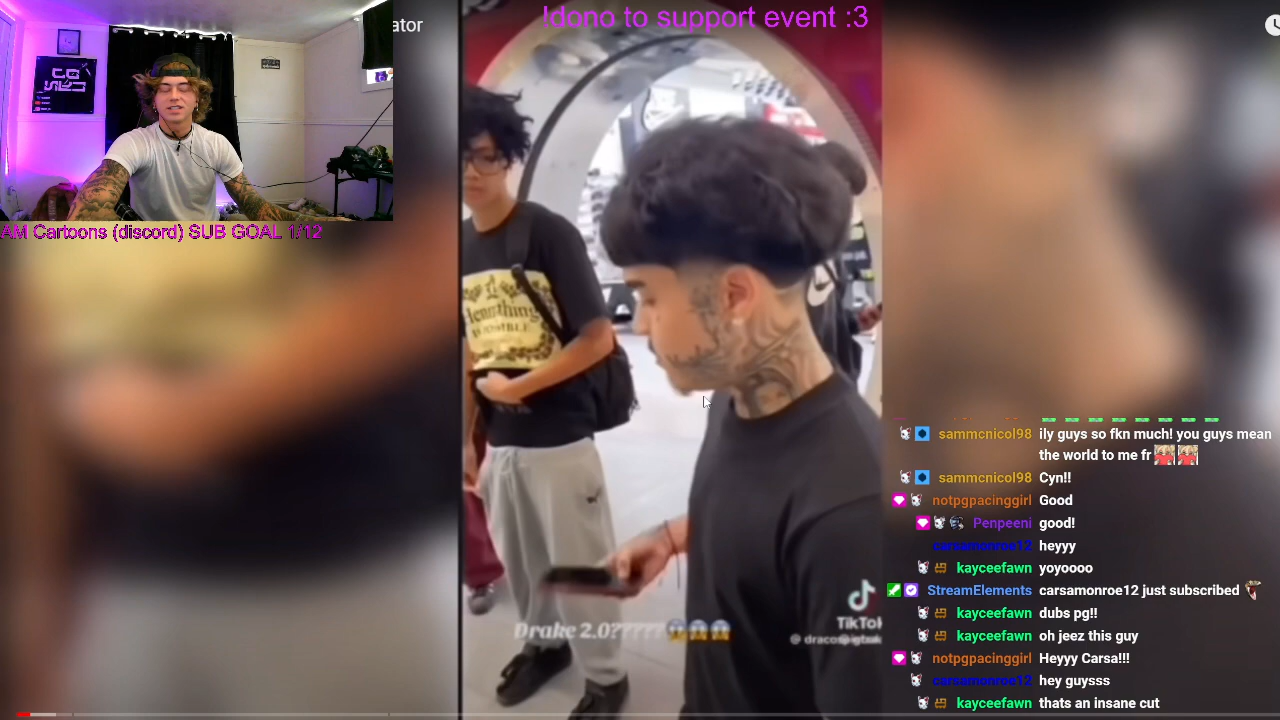 ator
!dono to support event :3
AM Cartoons (discord) SUB GOAL 1/12
Hennything
IS POSSIBLE
Drake 2.0?????😱😱😱
TikTok
sammcnicol98 ily guys so fkn much! you guys mean
the world to me fr
sammcnicol98 Cyn!!
notpgpacinggirl Good
Penpeeni good!
carsamonroe12 heyyy
kayceefawn yoyoooo
StreamElements carsamonroe12 just subscribed
kayceefawn dubs pg!!
kayceefawn oh jeez this guy
notpgpacinggirl Heyyy Carsa!!!
carsamonroe12 hey guysss
kayceefawn thats an insane cut